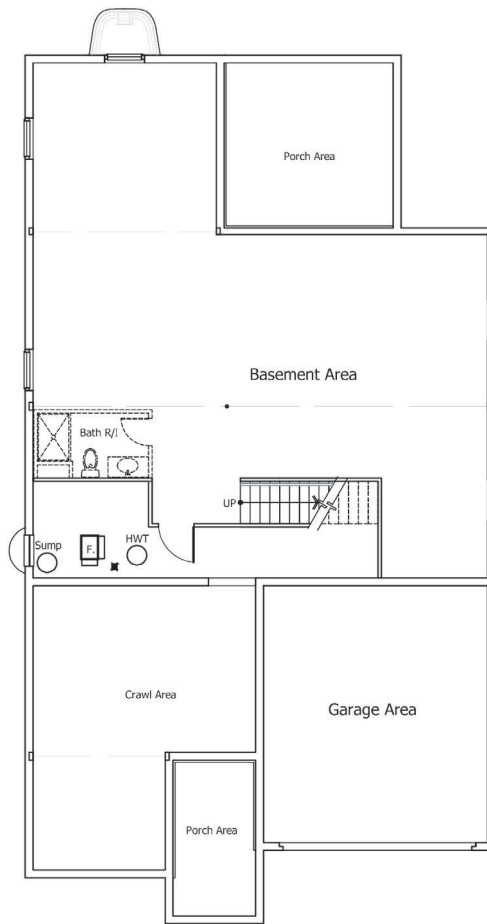 Porch Area
Basement Area
Bath R/I
UP
Sump
F.
HWT
Crawl Area
Garage Area
Porch Area